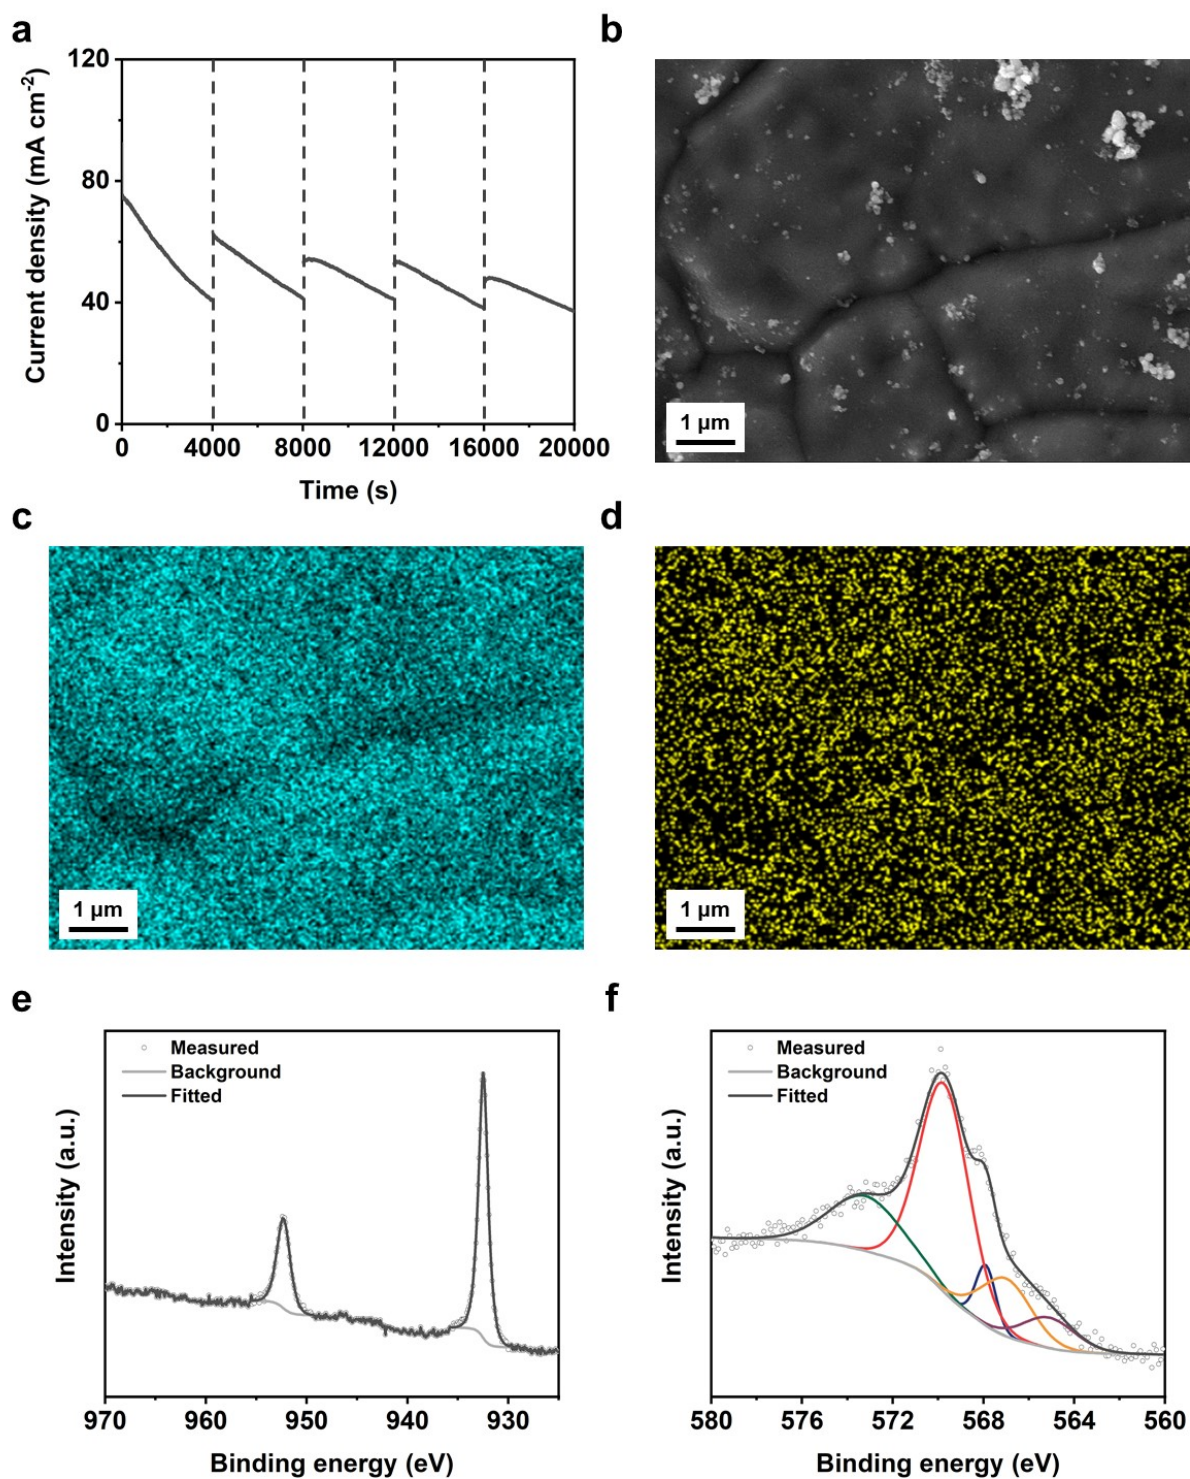 a
120
80
40
0
Current density (mA cm⁻²)
0 4000 8000 12000 16000 20000
Time (s)
b
1 μm
c
1 μm
d
1 μm
e
Measured
Background
Fitted
Intensity (a.u.)
970 960 950 940 930
Binding energy (eV)
f
Measured
Background
Fitted
Intensity (a.u.)
580 576 572 568 564 560
Binding energy (eV)